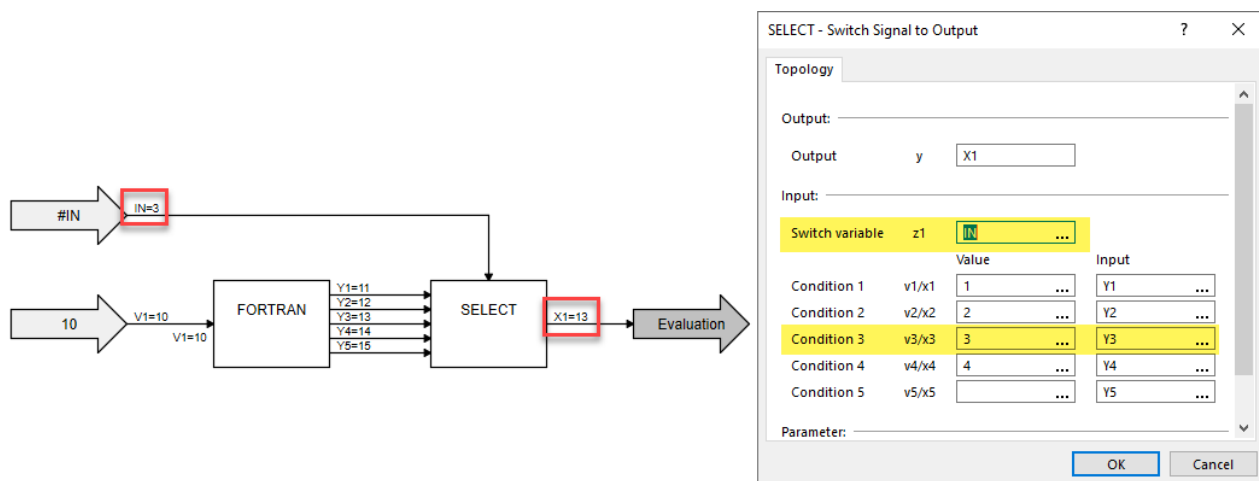 #IN
IN=3
10
V1=10
V1=10
FORTRAN
Y1=11
Y2=12
Y3=13
Y4=14
Y5=15
SELECT
X1=13
Evaluation
SELECT - Switch Signal to Output ?
Topology
Output:
Output y X1
Input:
Switch variable z1 IN ...
Value Input
Condition 1 v1/x1 1 ... Y1 ...
Condition 2 v2/x2 2 ... Y2 ...
Condition 3 v3/x3 3 ... Y3 ...
Condition 4 v4/x4 4 ... Y4 ...
Condition 5 v5/x5 ... Y5 ...
Parameter:
OK Cancel